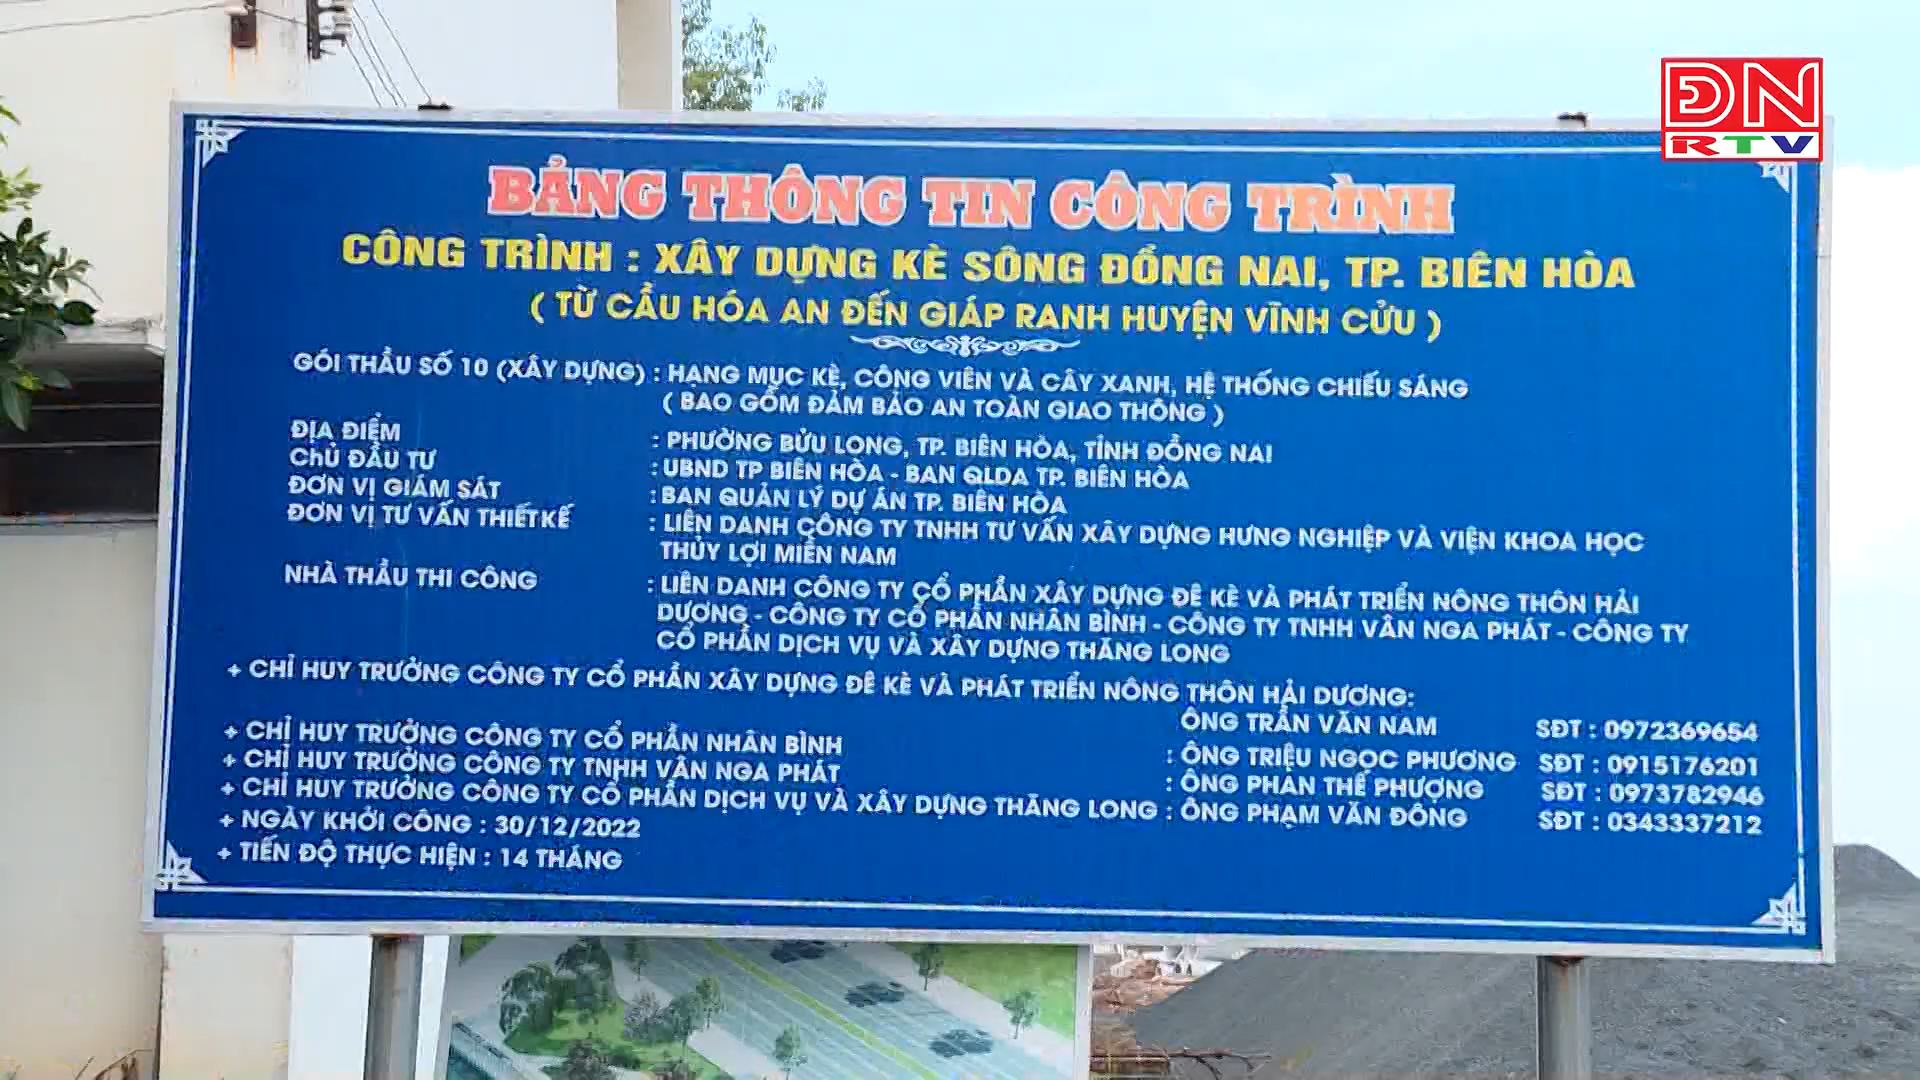 ĐN
RTV
BẢNG THÔNG TIN CÔNG TRÌNH
CÔNG TRÌNH : XÂY DỰNG KÈ SÔNG ĐỒNG NAI, TP. BIÊN HÒA
( TỪ CẦU HÓA AN ĐẾN GIÁP RANH HUYỆN VĨNH CỬU )
GÓI THẦU SỐ 10 (XÂY DỰNG) : HẠNG MỤC KÈ, CÔNG VIÊN VÀ CÂY XANH, HỆ THỐNG CHIẾU SÁNG
( BAO GỒM ĐẢM BẢO AN TOÀN GIAO THÔNG )
ĐỊA ĐIỂM : PHƯỜNG BỬU LONG, TP. BIÊN HÒA, TỈNH ĐỒNG NAI
ChỦ ĐẦU TƯ : UBND TP BIÊN HÒA - BAN QLDA TP. BIÊN HÒA
ĐƠN VỊ GIÁM SÁT : BAN QUẢN LÝ DỰ ÁN TP. BIÊN HÒA
ĐƠN VỊ TƯ VẤN THIẾT KẾ : LIÊN DANH CÔNG TY TNHH TƯ VẤN XÂY DỰNG HƯNG NGHIỆP VÀ VIỆN KHOA HỌC
THỦY LỢI MIỀN NAM
NHÀ THẦU THI CÔNG : LIÊN DANH CÔNG TY CỔ PHẦN XÂY DỰNG ĐÊ KÈ VÀ PHÁT TRIỂN NÔNG THÔN HẢI
DƯƠNG - CÔNG TY CỔ PHẦN NHÂN BÌNH - CÔNG TY TNHH VÂN NGA PHÁT - CÔNG TY
CỔ PHẦN DỊCH VỤ VÀ XÂY DỰNG THĂNG LONG
+ CHỈ HUY TRƯỞNG CÔNG TY CỔ PHẦN XÂY DỰNG ĐÊ KÈ VÀ PHÁT TRIỂN NÔNG THÔN HẢI DƯƠNG:
ÔNG TRẦN VĂN NAM SĐT : 0972369654
+ CHỈ HUY TRƯỞNG CÔNG TY CỔ PHẦN NHÂN BÌNH : ÔNG TRIỆU NGỌC PHƯƠNG SĐT : 0915176201
+ CHỈ HUY TRƯỞNG CÔNG TY TNHH VÂN NGA PHÁT : ÔNG PHAN THẾ PHƯỢNG SĐT : 0973782946
+ CHỈ HUY TRƯỞNG CÔNG TY CỔ PHẦN DỊCH VỤ VÀ XÂY DỰNG THĂNG LONG : ÔNG PHẠM VĂN ĐÔNG SĐT : 0343337212
+ NGÀY KHỞI CÔNG : 30/12/2022
+ TIẾN ĐỘ THỰC HIỆN : 14 THÁNG